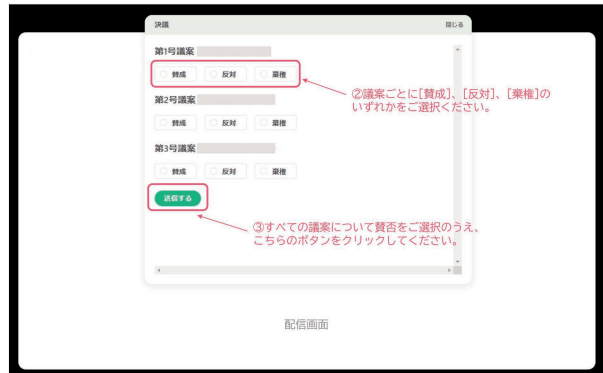 決議 閉じる
第1号議案
賛成 反対 棄権
②議案ごとに[賛成]、[反対]、[棄権]の
いずれかをご選択ください。
第2号議案
賛成 反対 棄権
第3号議案
賛成 反対 棄権
送信する
③すべての議案について賛否をご選択のうえ、
こちらのボタンをクリックしてください。
配信画面